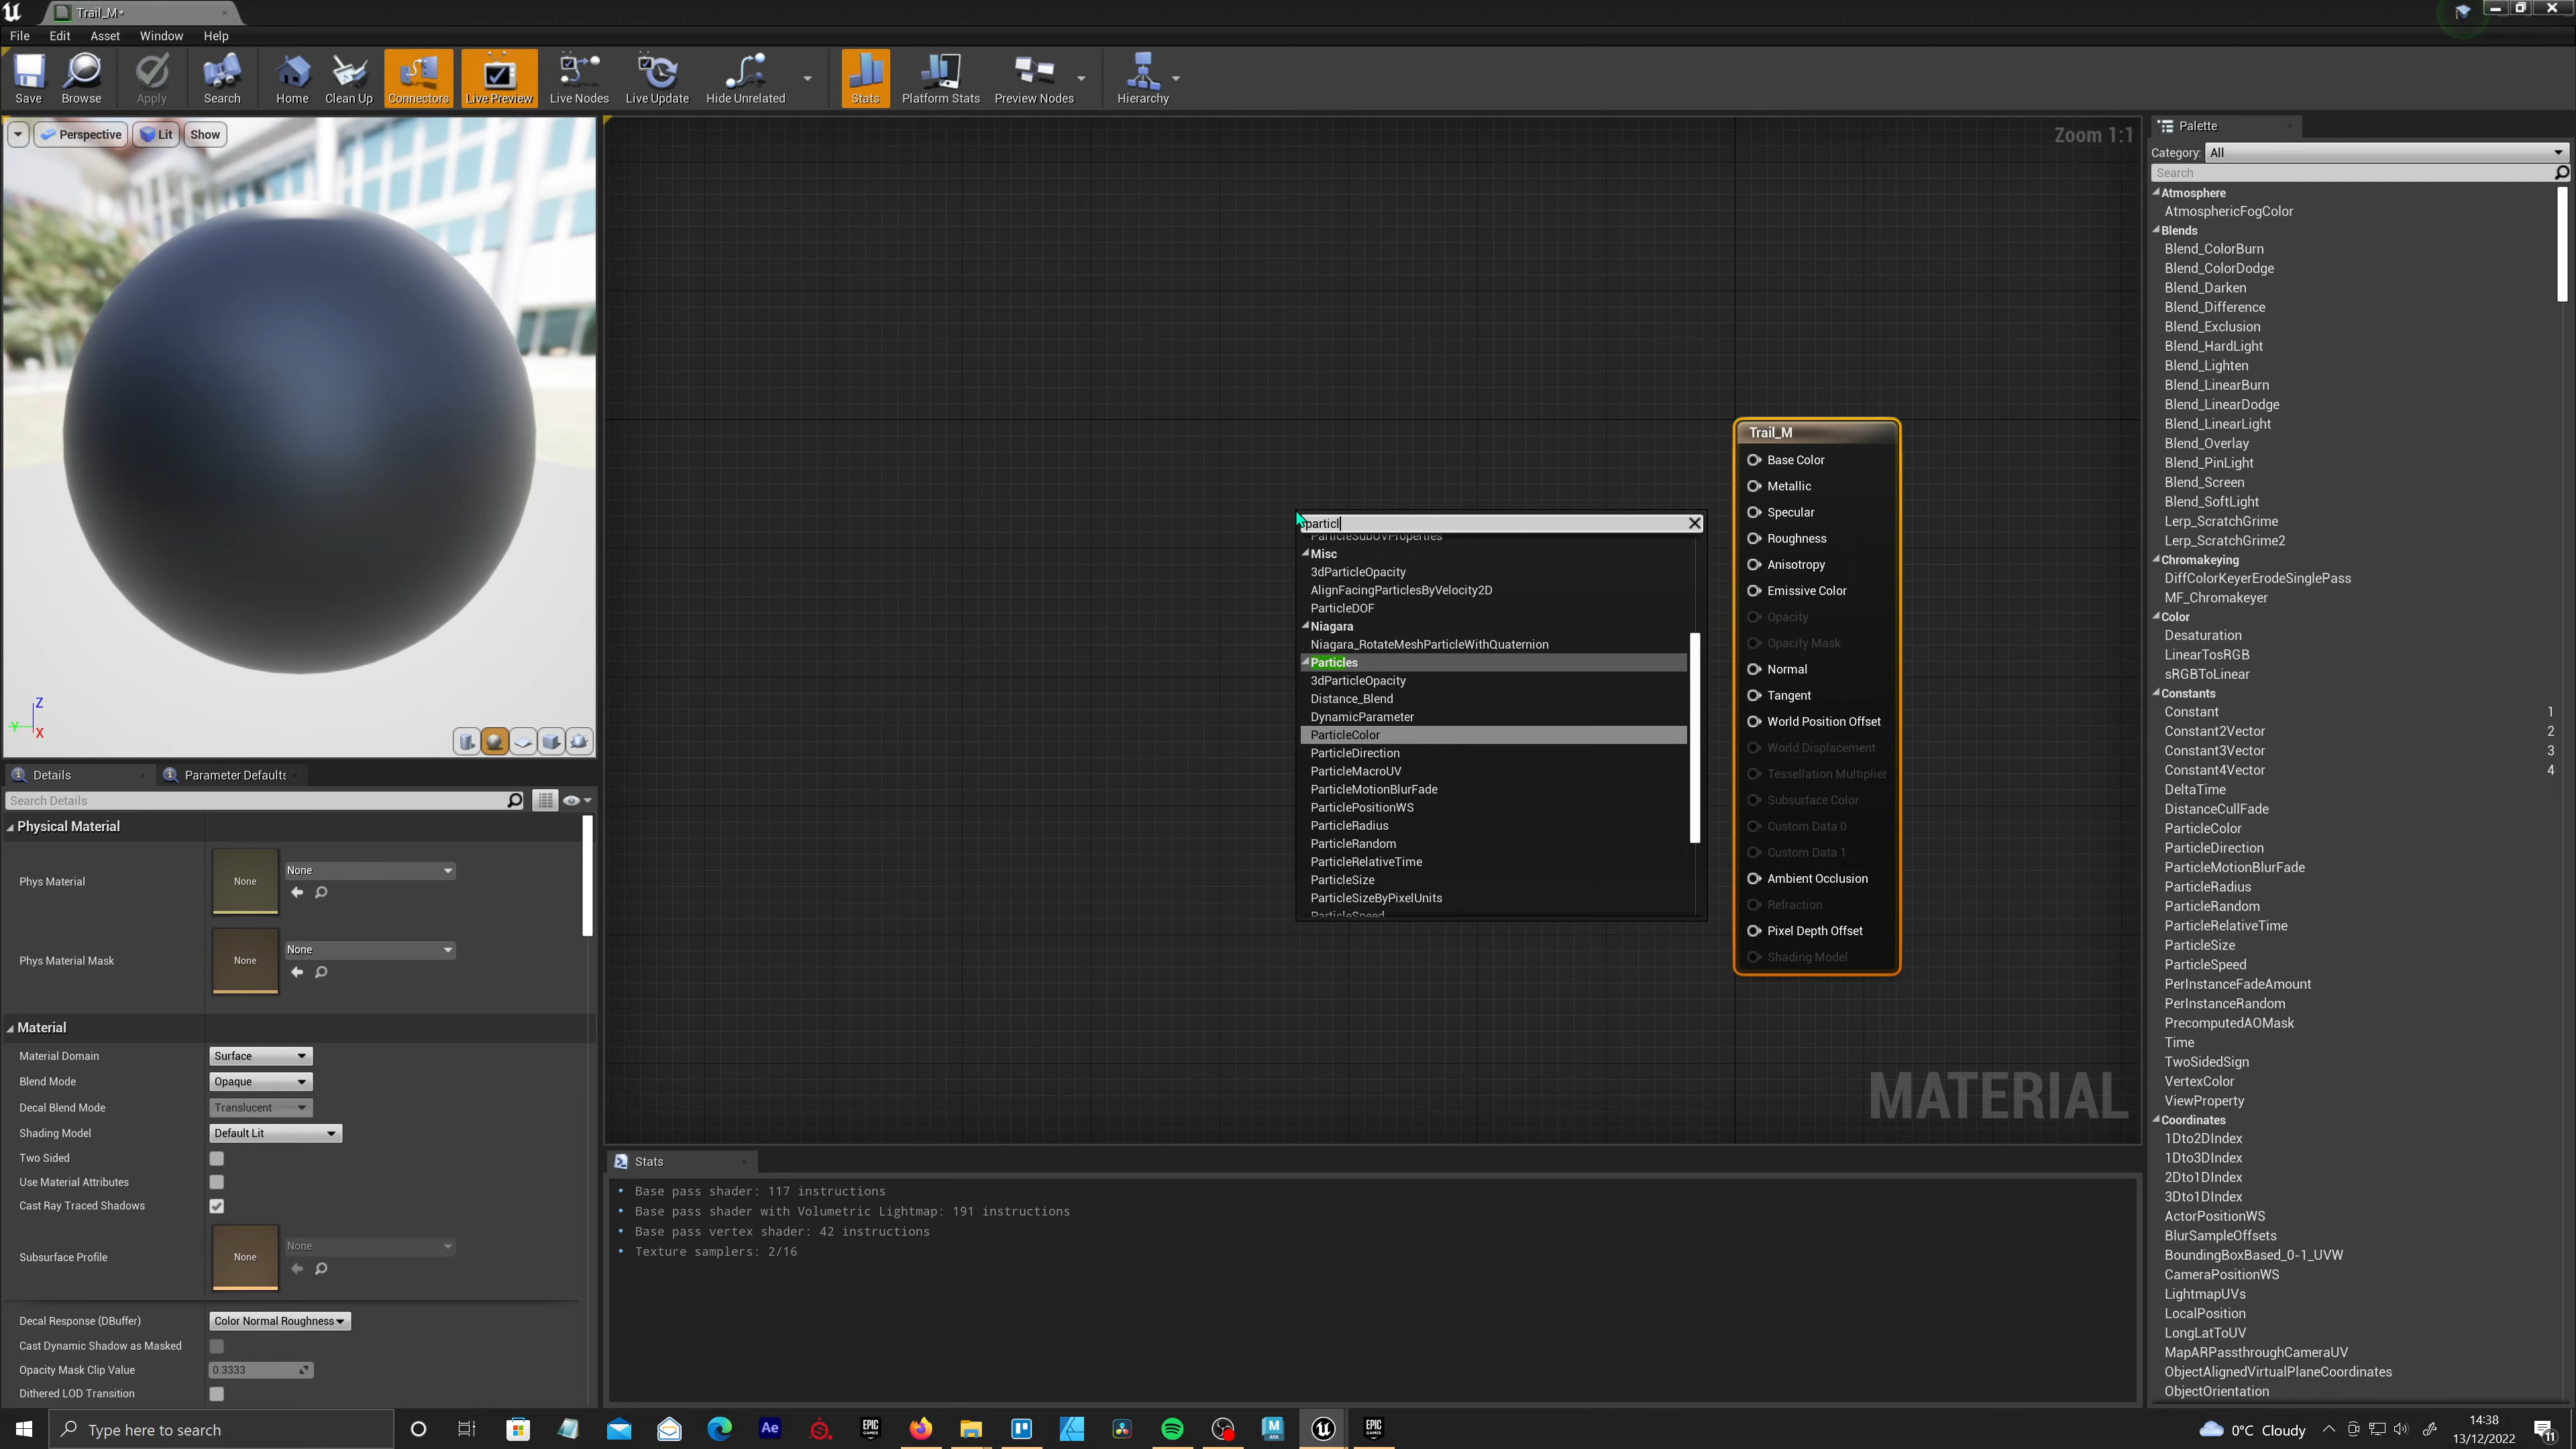 Trail_M*
File Edit Asset Window Help
Save Browse Apply Search Home Clean Up Connectors Live Preview Live Nodes Live Update Hide Unrelated Stats Platform Stats Preview Nodes Hierarchy
Perspective Lit Show
Zoom 1:1
Z
Y
X
Details Parameter Defaults
Search Details
Physical Material
Phys Material None None
Phys Material Mask None None
Material
Material Domain Surface
Blend Mode Opaque
Decal Blend Mode Translucent
Shading Model Default Lit
Two Sided
Use Material Attributes
Cast Ray Traced Shadows
Subsurface Profile None None
Decal Response (DBuffer) Color Normal Roughness
Cast Dynamic Shadow as Masked
Opacity Mask Clip Value 0.3333
Dithered LOD Transition
particl
ParticleSubUVProperties
Misc
3dParticleOpacity
AlignFacingParticlesByVelocity2D
ParticleDOF
Niagara
Niagara_RotateMeshParticleWithQuaternion
Particles
3dParticleOpacity
Distance_Blend
DynamicParameter
ParticleColor
ParticleDirection
ParticleMacroUV
ParticleMotionBlurFade
ParticlePositionWS
ParticleRadius
ParticleRandom
ParticleRelativeTime
ParticleSize
ParticleSizeByPixelUnits
ParticleSpeed
Trail_M
Base Color
Metallic
Specular
Roughness
Anisotropy
Emissive Color
Opacity
Opacity Mask
Normal
Tangent
World Position Offset
World Displacement
Tessellation Multiplier
Subsurface Color
Custom Data 0
Custom Data 1
Ambient Occlusion
Refraction
Pixel Depth Offset
Shading Model
MATERIAL
Stats
Base pass shader: 117 instructions
Base pass shader with Volumetric Lightmap: 191 instructions
Base pass vertex shader: 42 instructions
Texture samplers: 2/16
Palette
Category: All
Search
Atmosphere
AtmosphericFogColor
Blends
Blend_ColorBurn
Blend_ColorDodge
Blend_Darken
Blend_Difference
Blend_Exclusion
Blend_HardLight
Blend_Lighten
Blend_LinearBurn
Blend_LinearDodge
Blend_LinearLight
Blend_Overlay
Blend_PinLight
Blend_Screen
Blend_SoftLight
Lerp_ScratchGrime
Lerp_ScratchGrime2
Chromakeying
DiffColorKeyerErodeSinglePass
MF_Chromakeyer
Color
Desaturation
LinearTosRGB
sRGBToLinear
Constants
Constant 1
Constant2Vector 2
Constant3Vector 3
Constant4Vector 4
DeltaTime
DistanceCullFade
ParticleColor
ParticleDirection
ParticleMotionBlurFade
ParticleRadius
ParticleRandom
ParticleRelativeTime
ParticleSize
ParticleSpeed
PerInstanceFadeAmount
PerInstanceRandom
PrecomputedAOMask
Time
TwoSidedSign
VertexColor
ViewProperty
Coordinates
1Dto2DIndex
1Dto3DIndex
2Dto1DIndex
3Dto1DIndex
ActorPositionWS
BlurSampleOffsets
BoundingBoxBased_0-1_UVW
CameraPositionWS
LightmapUVs
LocalPosition
LongLatToUV
MapARPassthroughCameraUV
ObjectAlignedVirtualPlaneCoordinates
ObjectOrientation
Type here to search
Ae
EPIC GAMES
M
EPIC GAMES
0°C Cloudy
14:38
13/12/2022
11